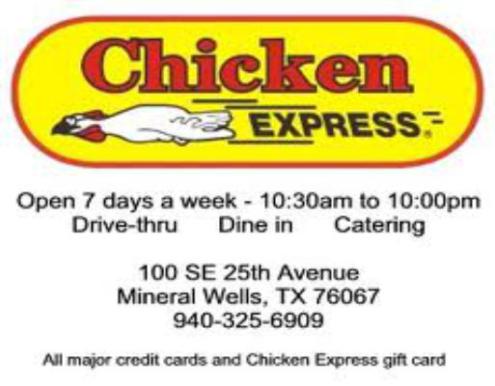 Chicken
EXPRESS®
Open 7 days a week - 10:30am to 10:00pm
Drive-thru Dine in Catering
100 SE 25th Avenue
Mineral Wells, TX 76067
940-325-6909
All major credit cards and Chicken Express gift card